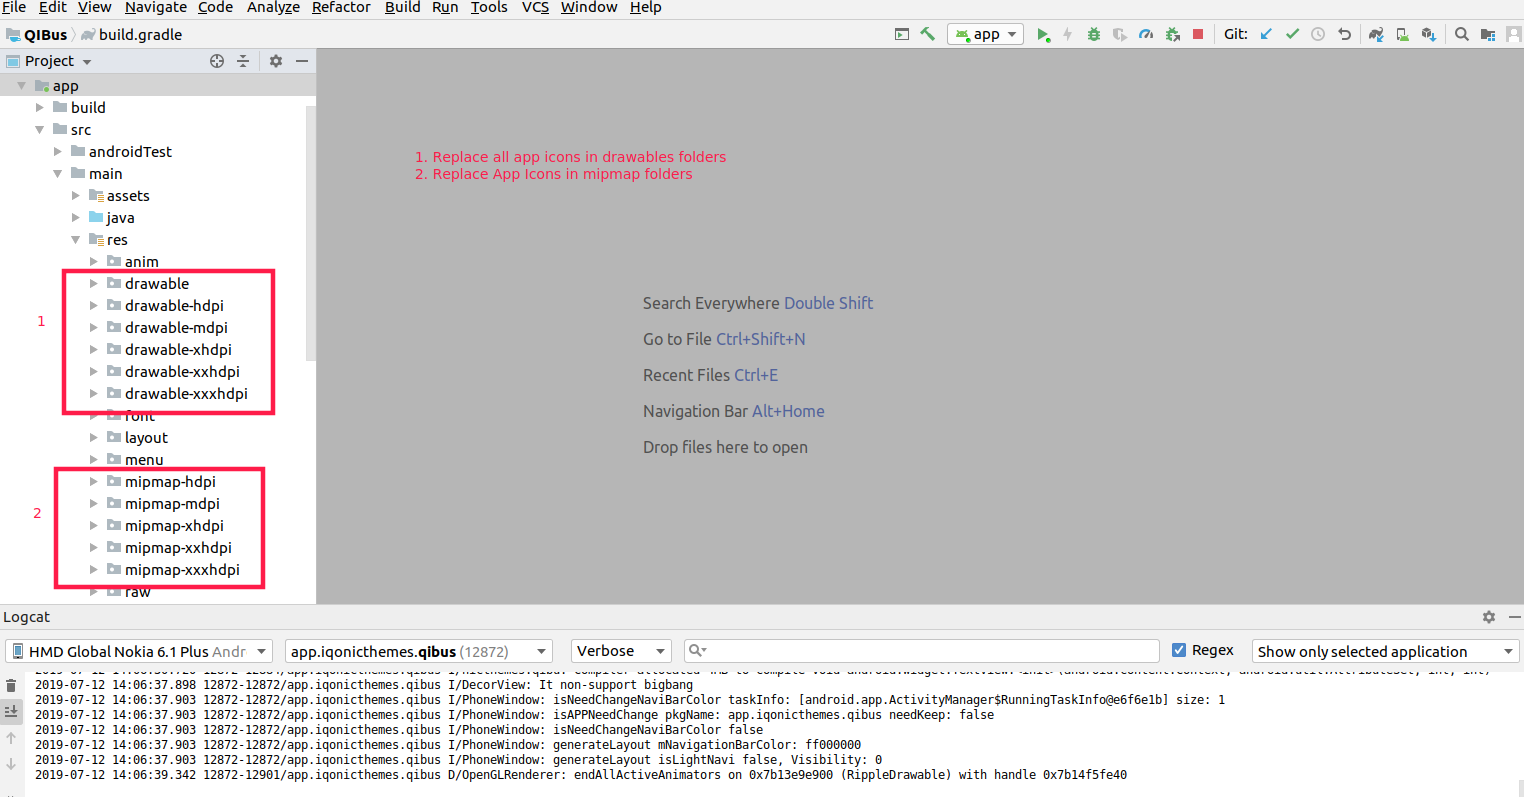 File Edit View Navigate Code Analyze Refactor Build Run Tools VCS Window Help
QIBus build.gradle
app
Git:
Project
app
build
src
androidTest
main
assets
java
res
anim
drawable
drawable-hdpi
drawable-mdpi
drawable-xhdpi
drawable-xxhdpi
drawable-xxxhdpi
font
layout
menu
mipmap-hdpi
mipmap-mdpi
mipmap-xhdpi
mipmap-xxhdpi
mipmap-xxxhdpi
raw
1
2
1. Replace all app icons in drawables folders
2. Replace App Icons in mipmap folders
Search Everywhere Double Shift
Go to File Ctrl+Shift+N
Recent Files Ctrl+E
Navigation Bar Alt+Home
Drop files here to open
Logcat
HMD Global Nokia 6.1 Plus Andr
app.iqonicthemes.qibus (12872)
Verbose
Regex
Show only selected application
2019-07-12 14:06:37.898 12872-12872/app.iqonicthemes.qibus I/DecorView: It non-support bigbang
2019-07-12 14:06:37.903 12872-12872/app.iqonicthemes.qibus I/PhoneWindow: isNeedChangeNaviBarColor taskInfo: [android.app.ActivityManager$RunningTaskInfo@e6f6e1b] size: 1
2019-07-12 14:06:37.903 12872-12872/app.iqonicthemes.qibus I/PhoneWindow: isAPPNeedChange pkgName: app.iqonicthemes.qibus needKeep: false
2019-07-12 14:06:37.903 12872-12872/app.iqonicthemes.qibus I/PhoneWindow: isNeedChangeNaviBarColor false
2019-07-12 14:06:37.903 12872-12872/app.iqonicthemes.qibus I/PhoneWindow: generateLayout mNavigationBarColor: ff000000
2019-07-12 14:06:37.903 12872-12872/app.iqonicthemes.qibus I/PhoneWindow: generateLayout isLightNavi false, Visibility: 0
2019-07-12 14:06:39.342 12872-12901/app.iqonicthemes.qibus D/OpenGLRenderer: endAllActiveAnimators on 0x7b13e9e900 (RippleDrawable) with handle 0x7b14f5fe40